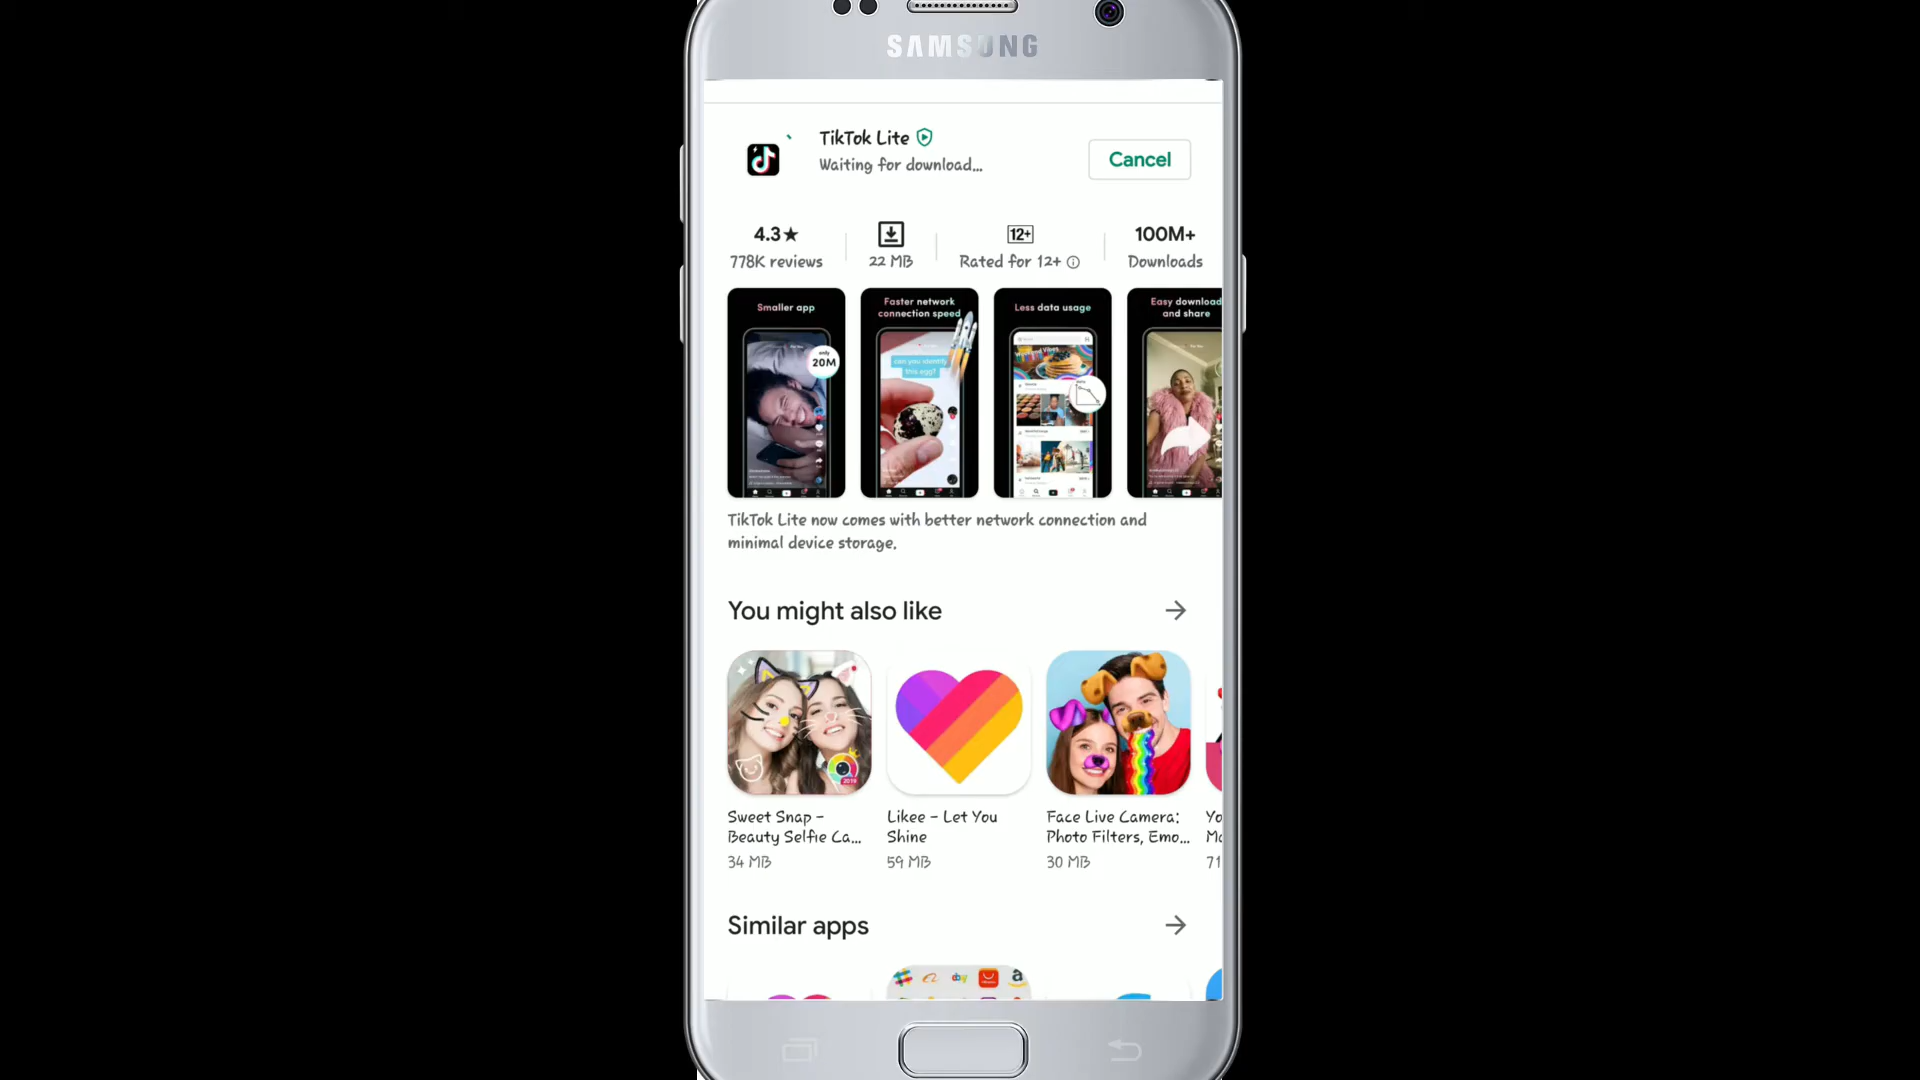 SAMSUNG
TikTok Lite
Waiting for download...
Cancel
4.3★
778K reviews
22 MB
12+
Rated for 12+
100M+
Downloads
Smaller app
only
20M
Faster network
connection speed
can you identify
this egg?
Less data usage
Easy download
and share
TikTok Lite now comes with better network connection and
minimal device storage.
You might also like
2019
Sweet Snap -
Beauty Selfie Ca...
34 MB
Likee - Let You
Shine
59 MB
Face Live Camera:
Photo Filters, Emo...
30 MB
Yo
71
Similar apps
ebay
a